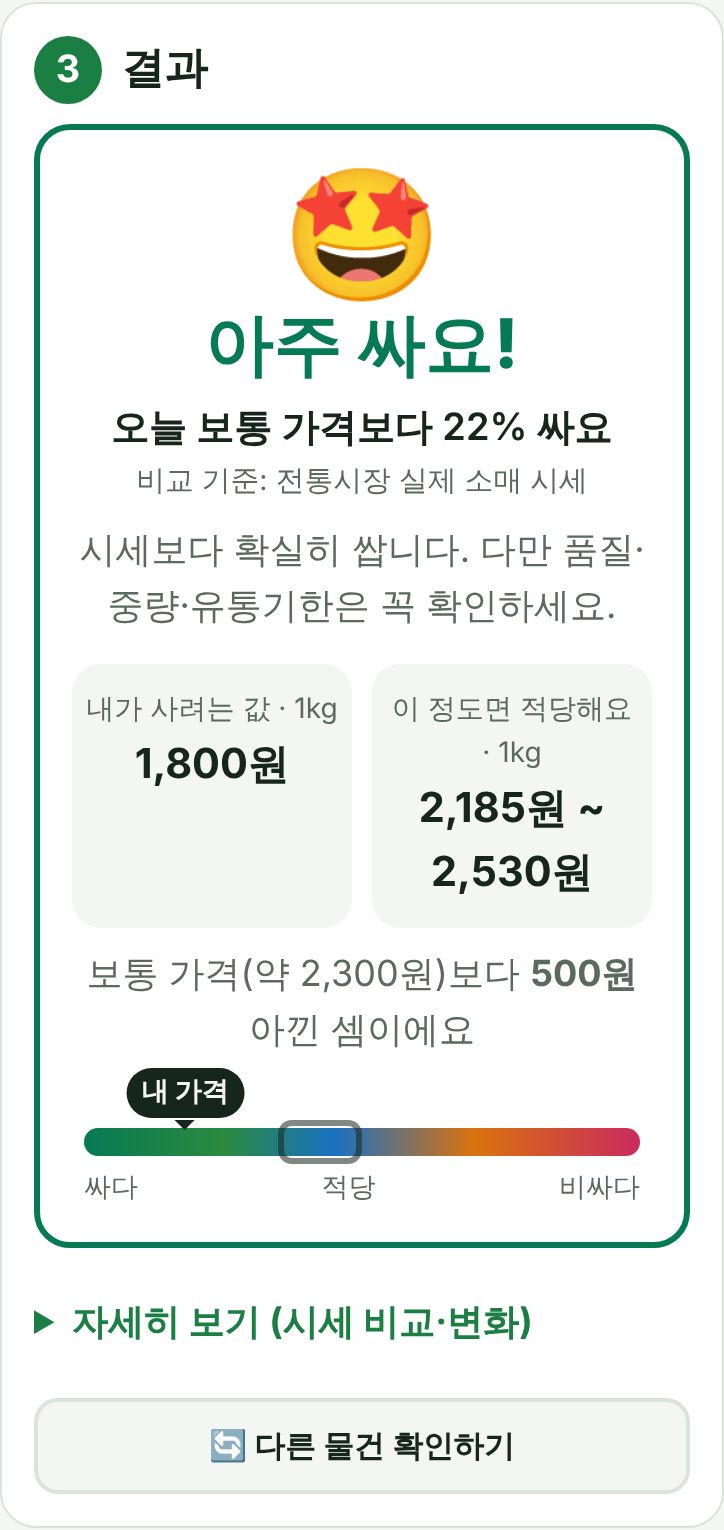 3 결과
아주 싸요!
오늘 보통 가격보다 22% 싸요
비교 기준: 전통시장 실제 소매 시세
시세보다 확실히 쌉니다. 다만 품질·
중량·유통기한은 꼭 확인하세요.
내가 사려는 값 · 1kg
1,800원
이 정도면 적당해요
· 1kg
2,185원 ~
2,530원
보통 가격(약 2,300원)보다 500원
아낀 셈이에요
내 가격
싸다 적당 비싸다
▶ 자세히 보기 (시세 비교·변화)
🔄 다른 물건 확인하기